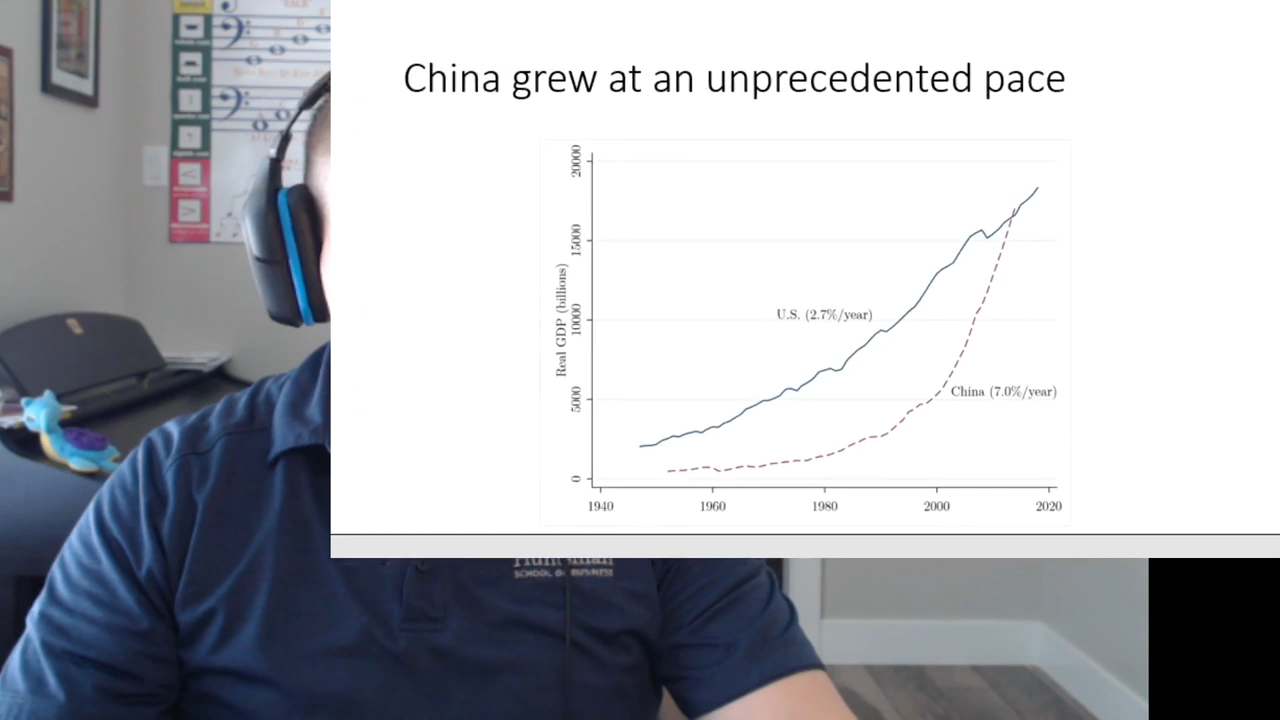 China grew at an unprecedented pace
Real GDP (billions)
20000
15000
10000
5000
0
U.S. (2.7%/year)
China (7.0%/year)
1940 1960 1980 2000 2020
SCHOOL OF BUSINESS